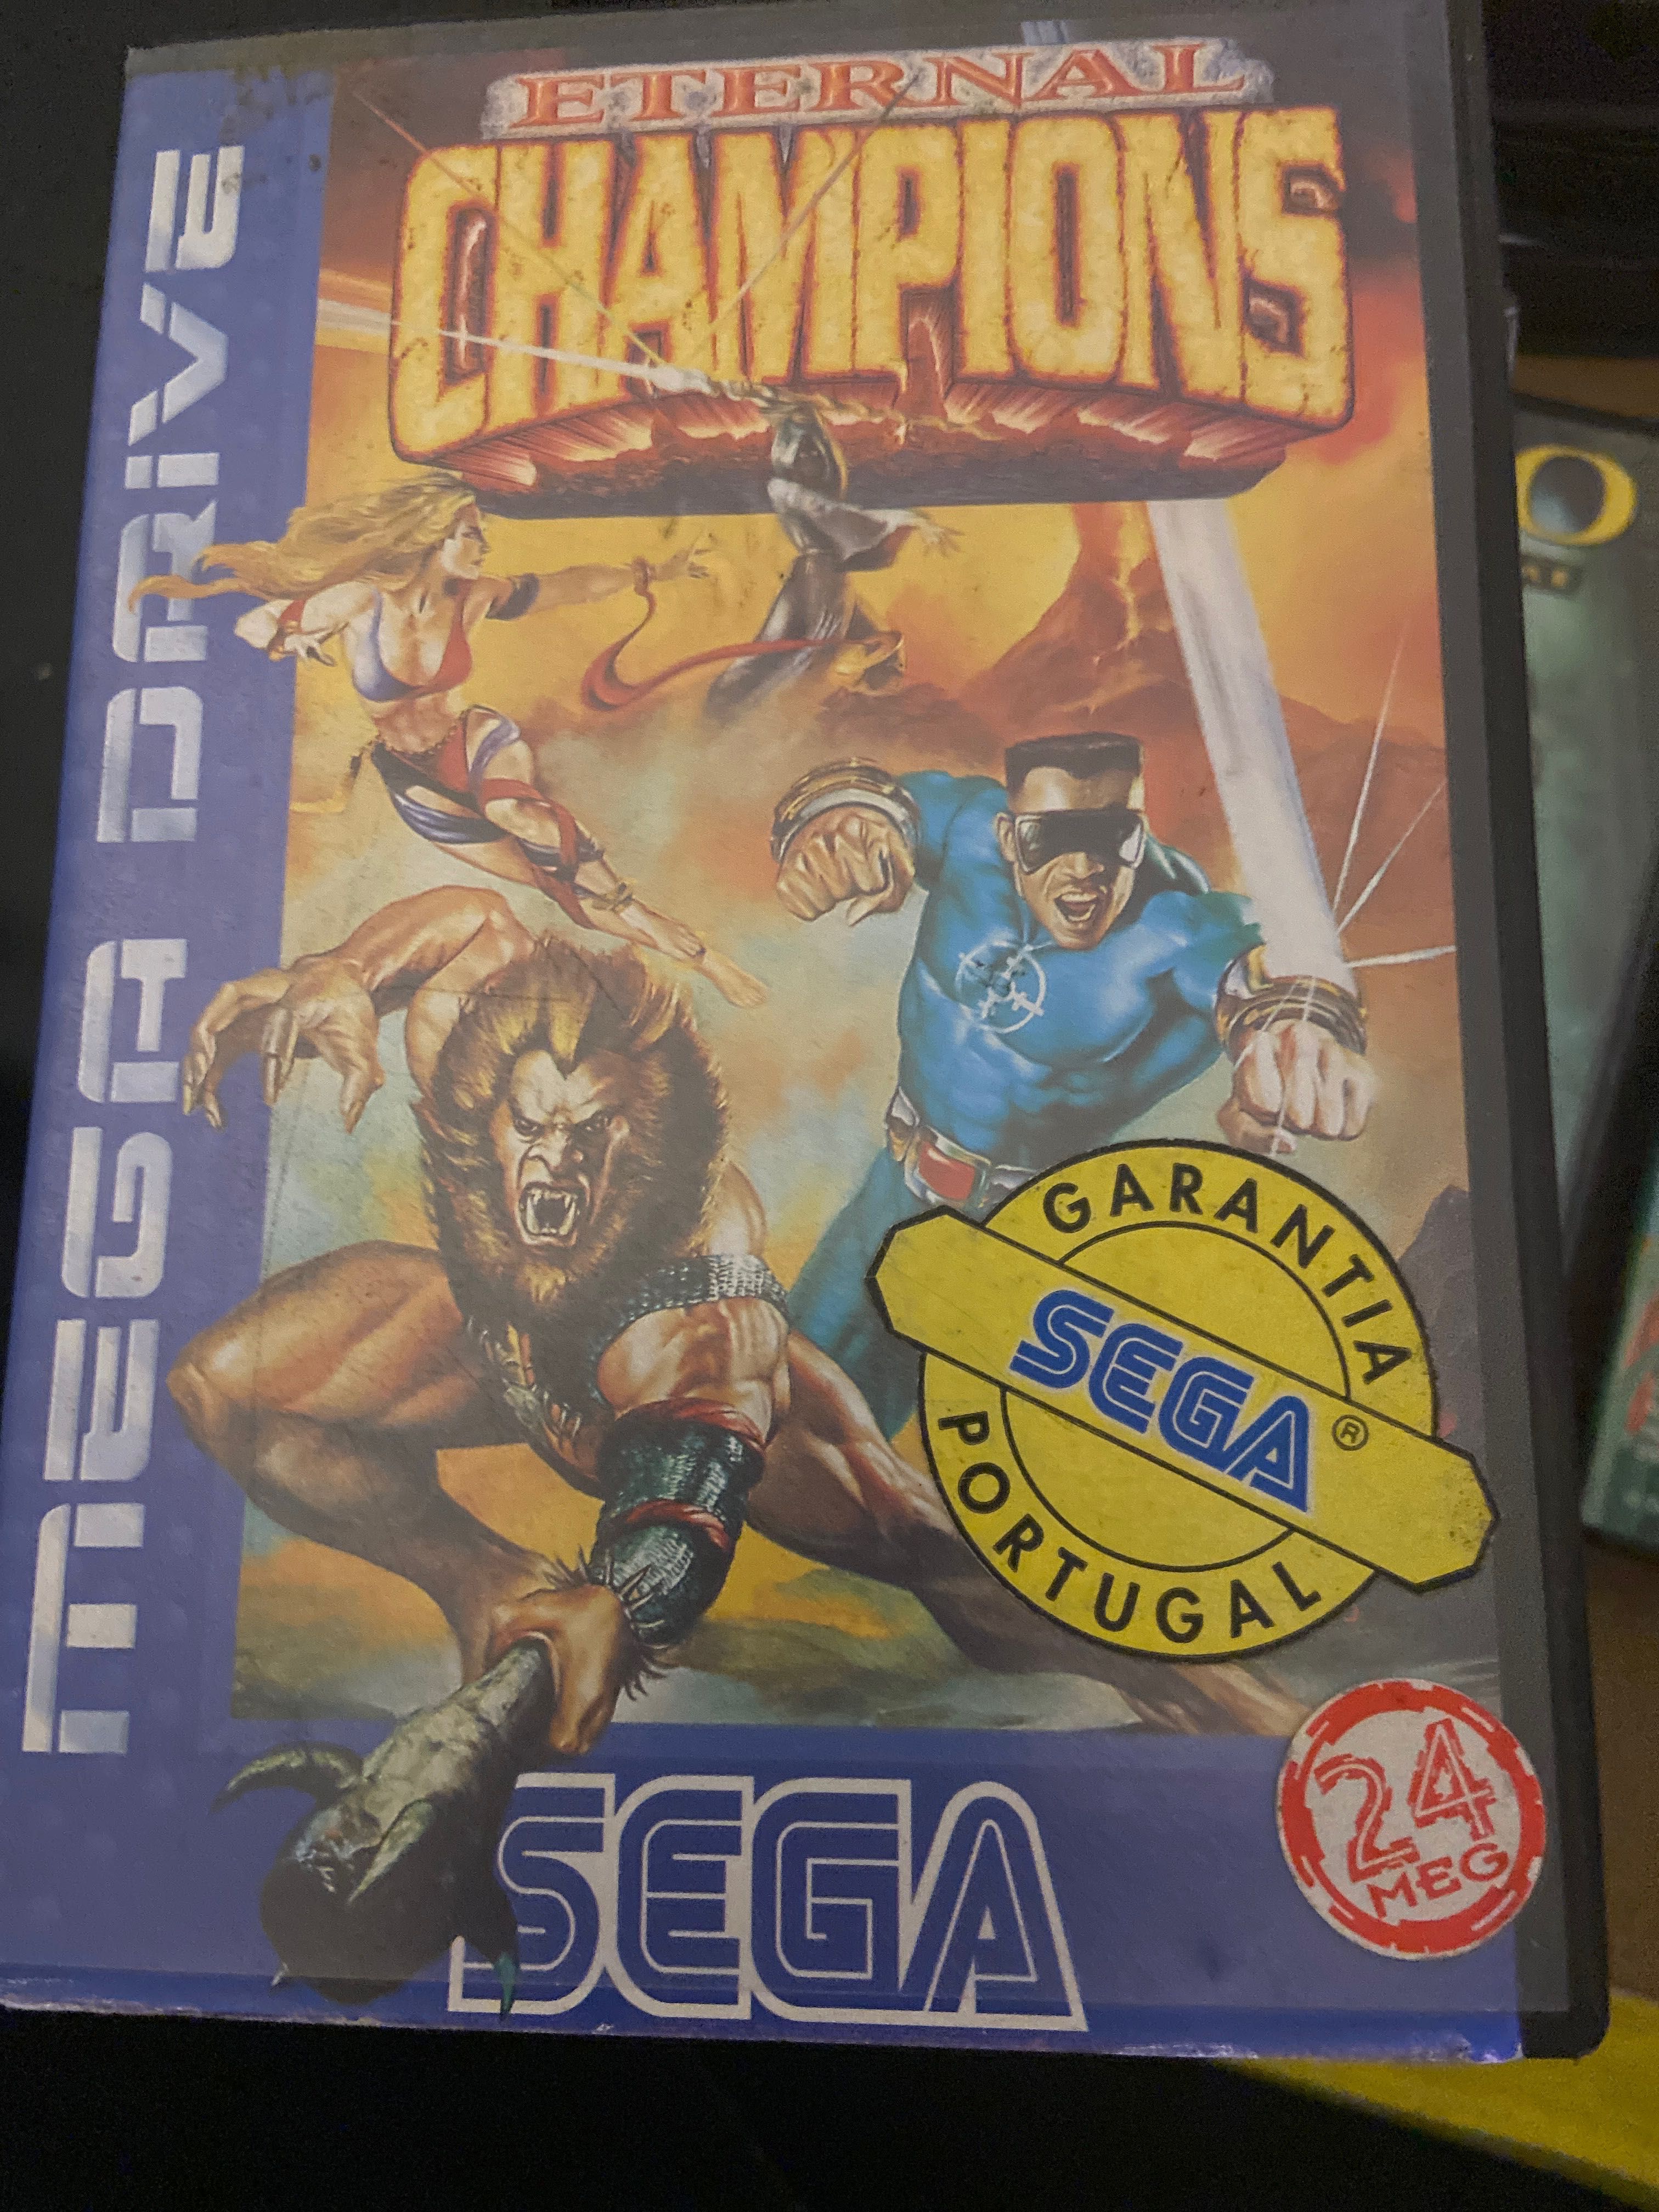 ETERNAL
CHAMPIONS
MEGA DRIVE
GARANTIA
SEGA®
PORTUGAL
24
MEG
SEGA